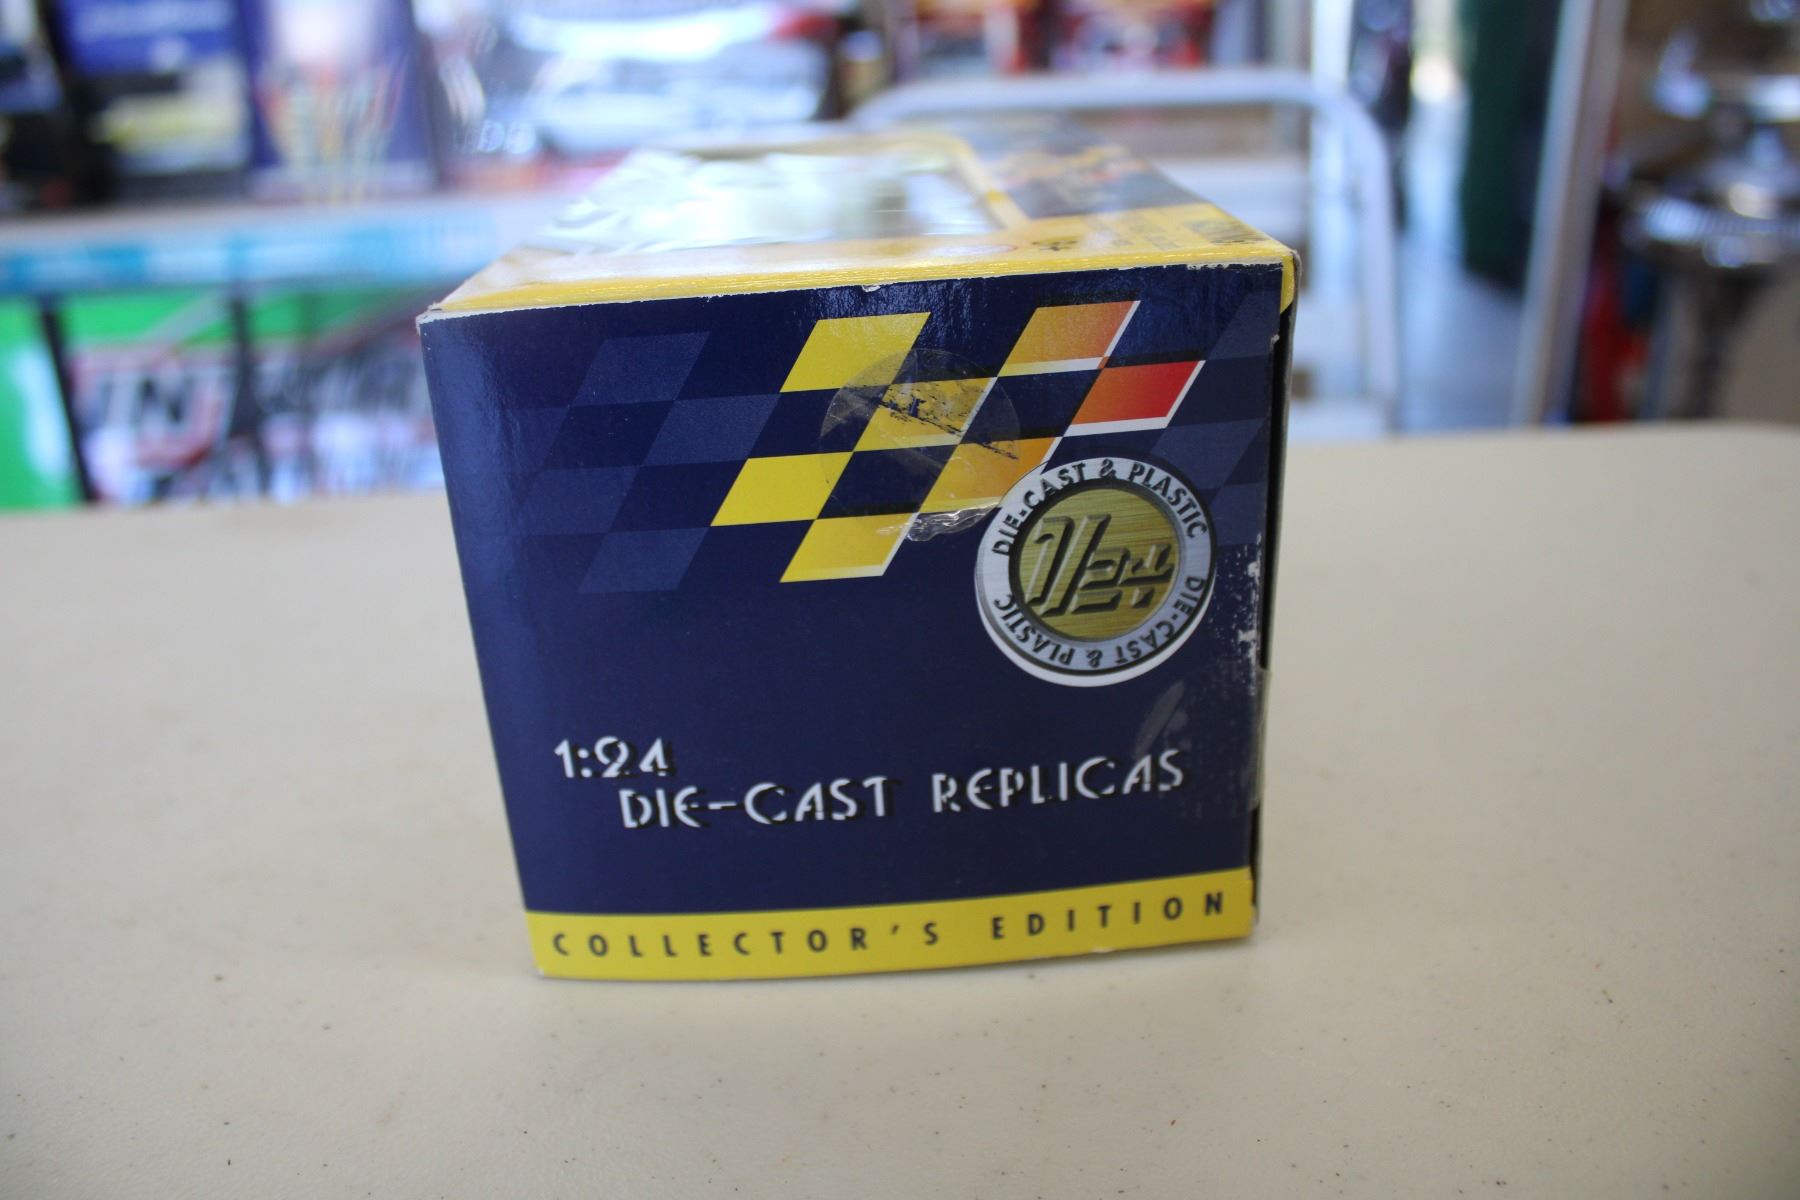 DIE-CAST & PLASTIC
1/24
DIE-CAST & PLASTIC
1:24
DIE-CAST REPLICAS
COLLECTOR'S EDITION